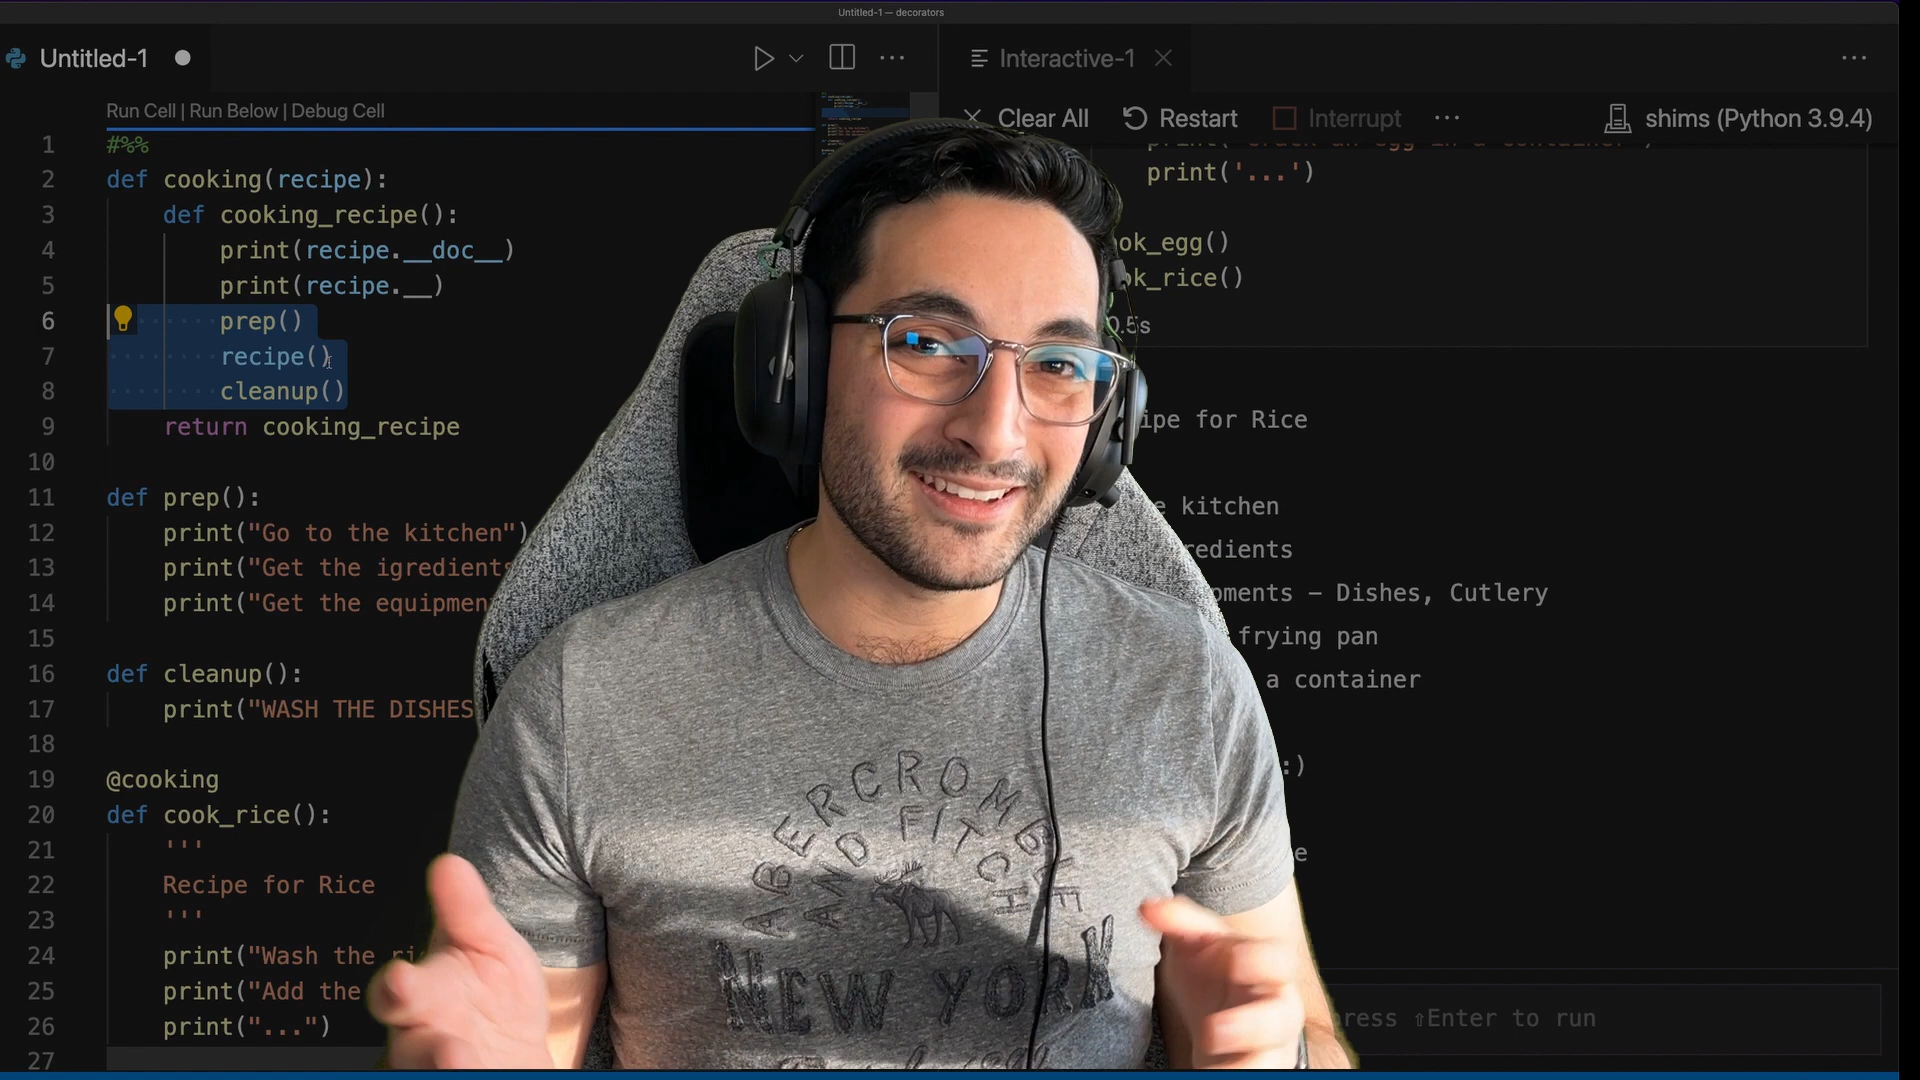 Untitled-1 — decorators
Untitled-1
Run Cell | Run Below | Debug Cell
1 #%%
2 def cooking(recipe):
3 def cooking_recipe():
4 print(recipe.__doc__)
5 print(recipe.__)
6 prep()
7 recipe()
8 cleanup()
9 return cooking_recipe
10
11 def prep():
12 print("Go to the kitchen")
13 print("Get the igredients
14 print("Get the equipmen
15
16 def cleanup():
17 print("WASH THE DISHES
18
19 @cooking
20 def cook_rice():
21 '''
22 Recipe for Rice
23 '''
24 print("Wash the ri
25 print("Add the
26 print("...")
27
Interactive-1
Clear All Restart Interrupt ... shims (Python 3.9.4)
print('...')
ok_egg()
ok_rice()
0.5s
ipe for Rice
e kitchen
redients
pments – Dishes, Cutlery
frying pan
a container
:)
e
press ⇧Enter to run
ABERCROMBIE
AND FITCH
NEW YORK